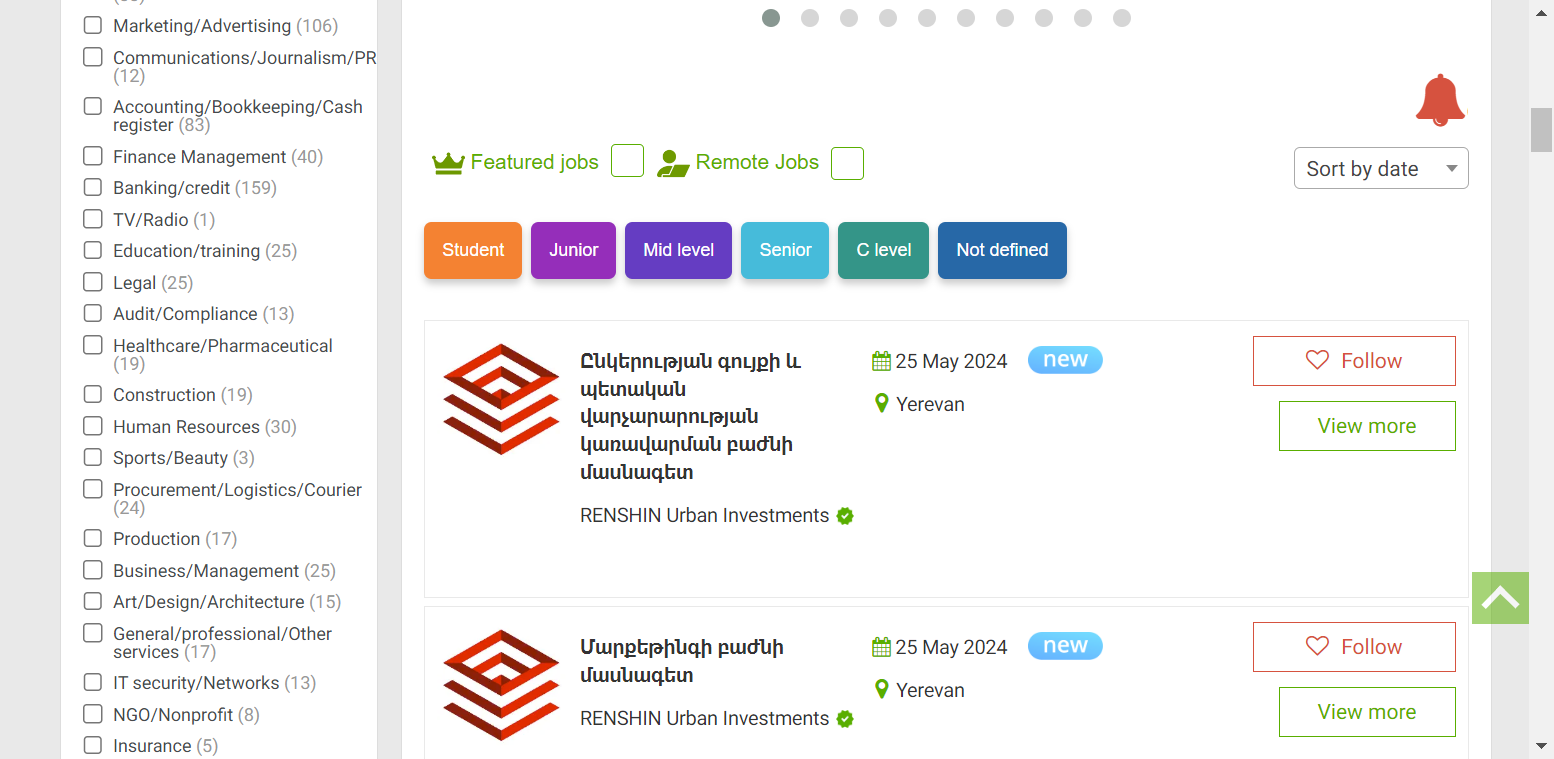 Marketing/Advertising (106)
Communications/Journalism/PR
(12)
Accounting/Bookkeeping/Cash
register (83)
Finance Management (40)
Banking/credit (159)
TV/Radio (1)
Education/training (25)
Legal (25)
Audit/Compliance (13)
Healthcare/Pharmaceutical
(19)
Construction (19)
Human Resources (30)
Sports/Beauty (3)
Procurement/Logistics/Courier
(24)
Production (17)
Business/Management (25)
Art/Design/Architecture (15)
General/professional/Other
services (17)
IT security/Networks (13)
NGO/Nonprofit (8)
Insurance (5)
Featured jobs
Remote Jobs
Sort by date
Student
Junior
Mid level
Senior
C level
Not defined
Ընկերության գույքի և
պետական
վարչարարության
կառավարման բաժնի
մասնագետ
RENSHIN Urban Investments
25 May 2024
new
Yerevan
Follow
View more
Մարքեթինգի բաժնի
մասնագետ
RENSHIN Urban Investments
25 May 2024
new
Yerevan
Follow
View more